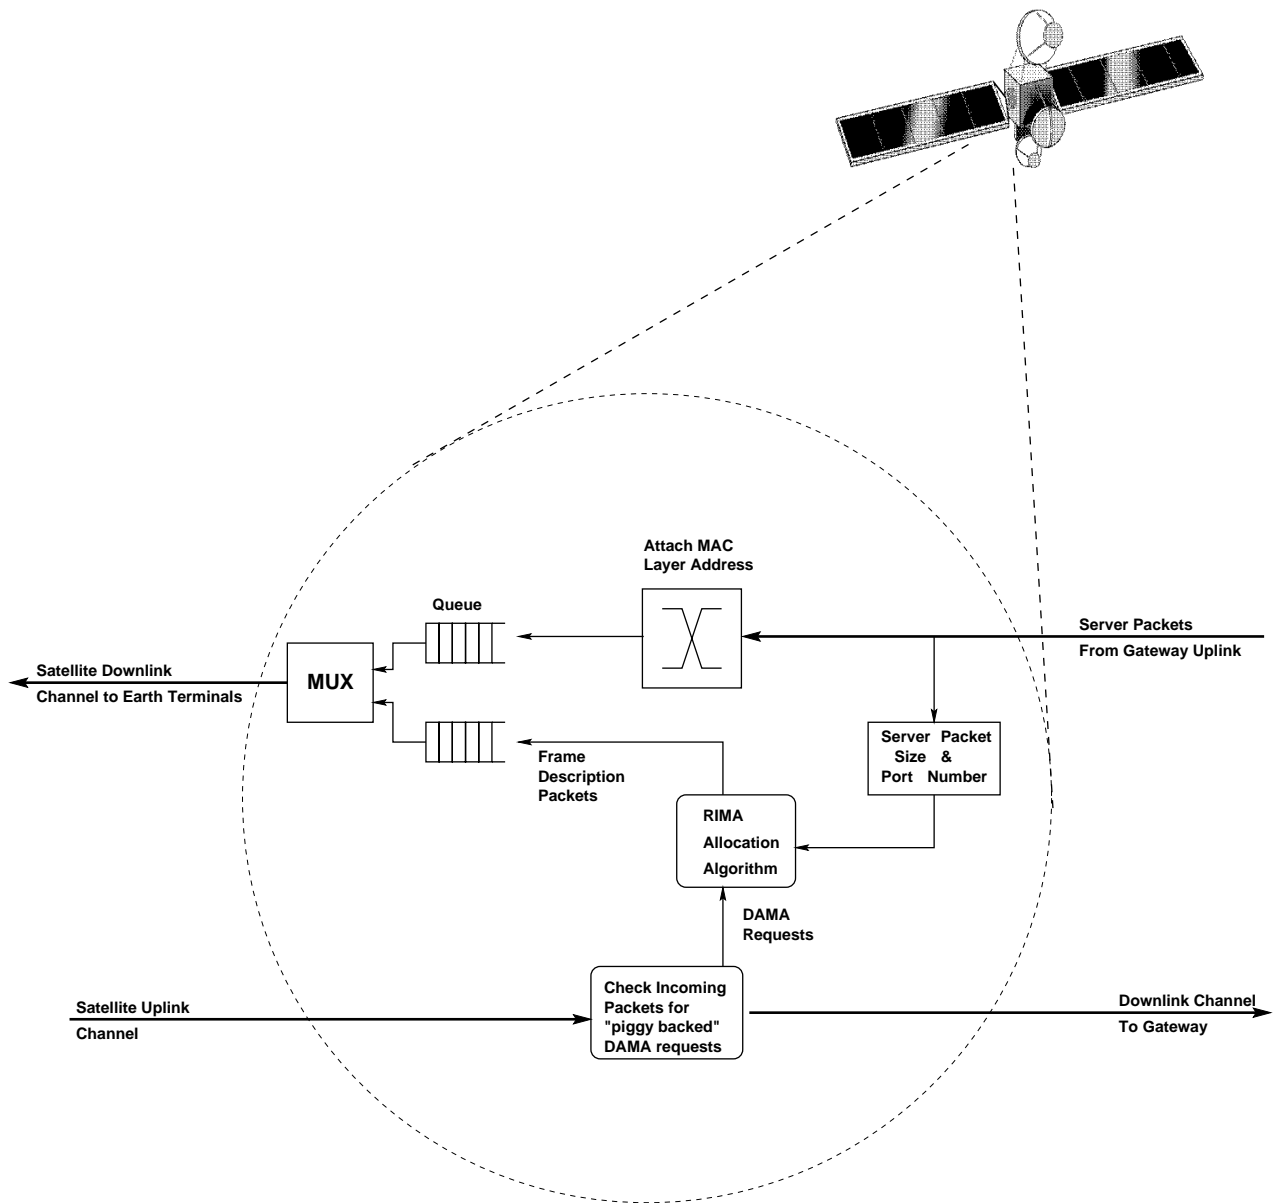 Attach MAC
Layer Address
Queue
Server Packets
From Gateway Uplink
Satellite Downlink
Channel to Earth Terminals
MUX
Server Packet
Size &
Port Number
Frame
Description
Packets
RIMA
Allocation
Algorithm
DAMA
Requests
Check Incoming
Packets for
"piggy backed"
DAMA requests
Satellite Uplink
Channel
Downlink Channel
To Gateway